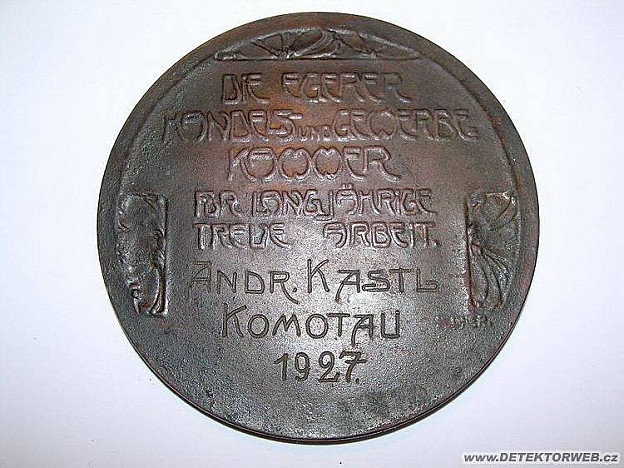 DIE EGERER
HANDELS UND GEWERBE
KAMMER
FÜR LANGJÄHRIGE
TREUE ARBEIT.
ANDR. KASTL
KOMOTAU
1927.
www.DETEKTORWEB.cz